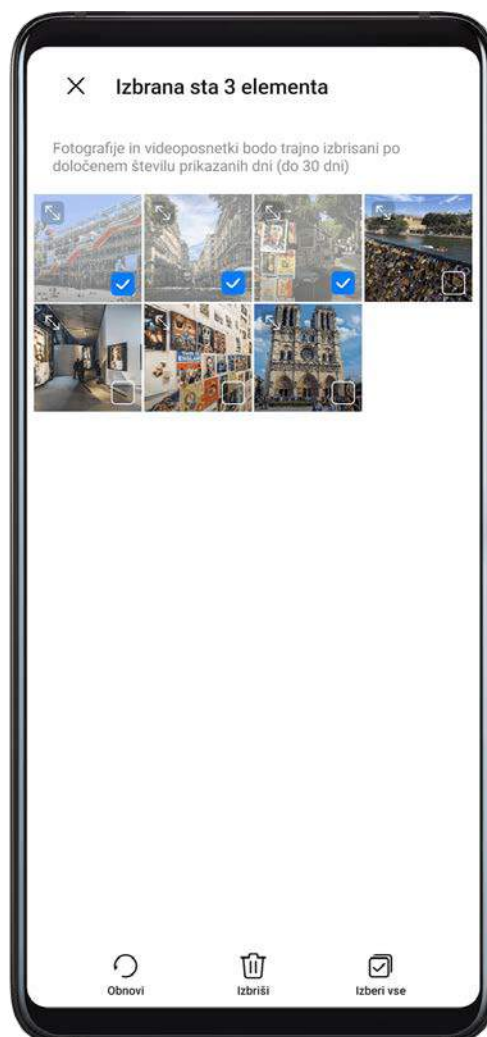 Izbrana sta 3 elementa
Fotografije in videoposnetki bodo trajno izbrisani po
določenem številu prikazanih dni (do 30 dni)
Obnovi
Izbriši
Izberi vse